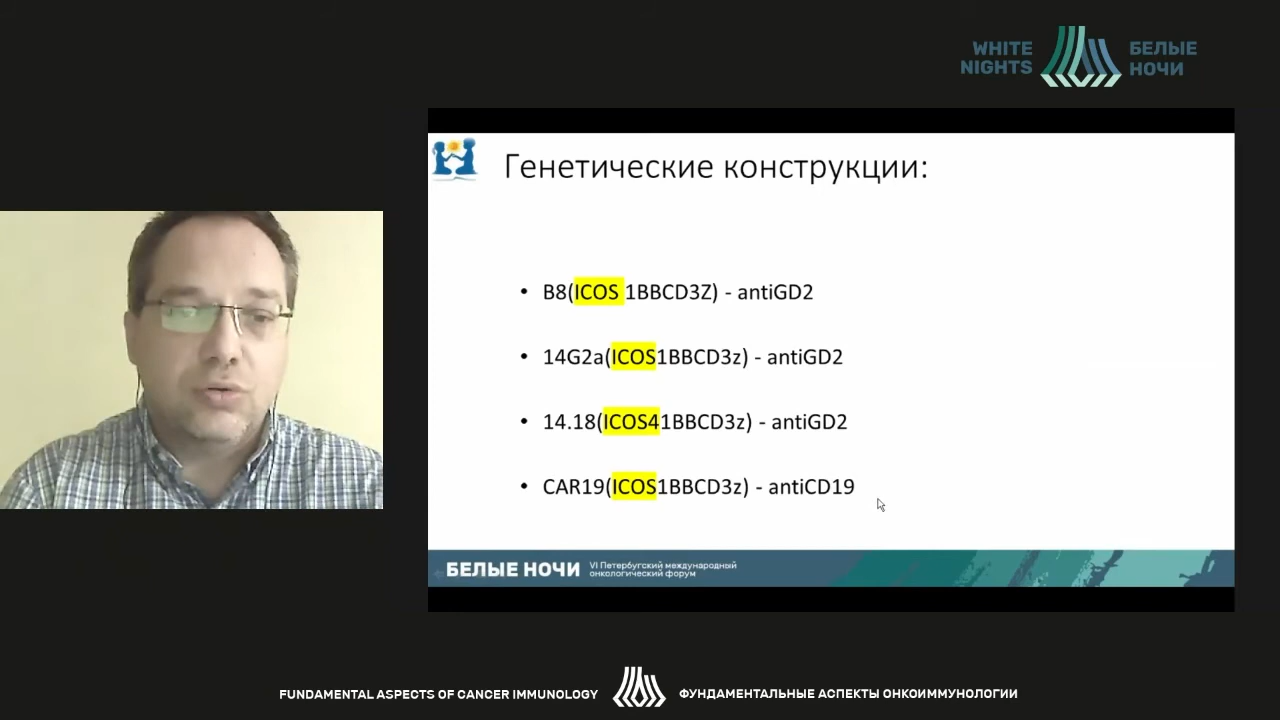 WHITE
NIGHTS
БЕЛЫЕ
НОЧИ
Генетические конструкции:
• B8(ICOS 1BBCD3Z) - antiGD2
• 14G2a(ICOS1BBCD3z) - antiGD2
• 14.18(ICOS41BBCD3z) - antiGD2
• CAR19(ICOS1BBCD3z) - antiCD19
БЕЛЫЕ НОЧИ
VI Петербургский международный
онкологический форум
FUNDAMENTAL ASPECTS OF CANCER IMMUNOLOGY
ФУНДАМЕНТАЛЬНЫЕ АСПЕКТЫ ОНКОИММУНОЛОГИИ